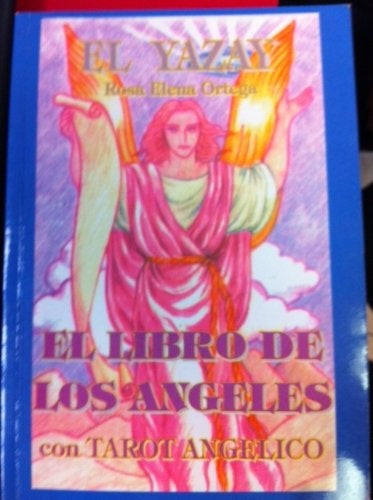 EL YAZAY
Rosa Elena Ortega
EL LIBRO DE
LOS ANGELES
con TAROT ANGELICO